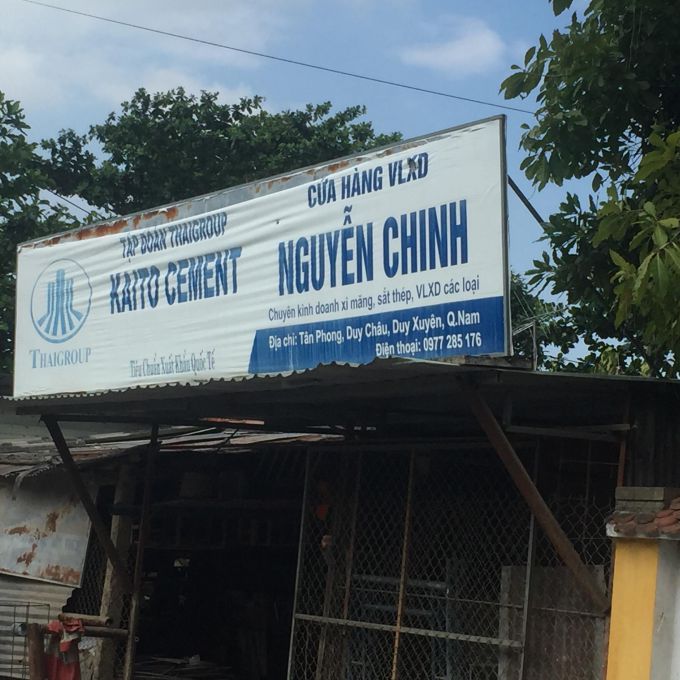 TẬP ĐOÀN THAIGROUP
KAITO CEMENT
THAIGROUP
Tiêu Chuẩn Xuất Khẩu Quốc Tế
CỬA HÀNG VLXD
NGUYỄN CHINH
Chuyên kinh doanh xi măng, sắt thép, VLXD các loại
Địa chỉ: Tân Phong, Duy Châu, Duy Xuyên, Q.Nam
Điện thoại: 0977 285 176